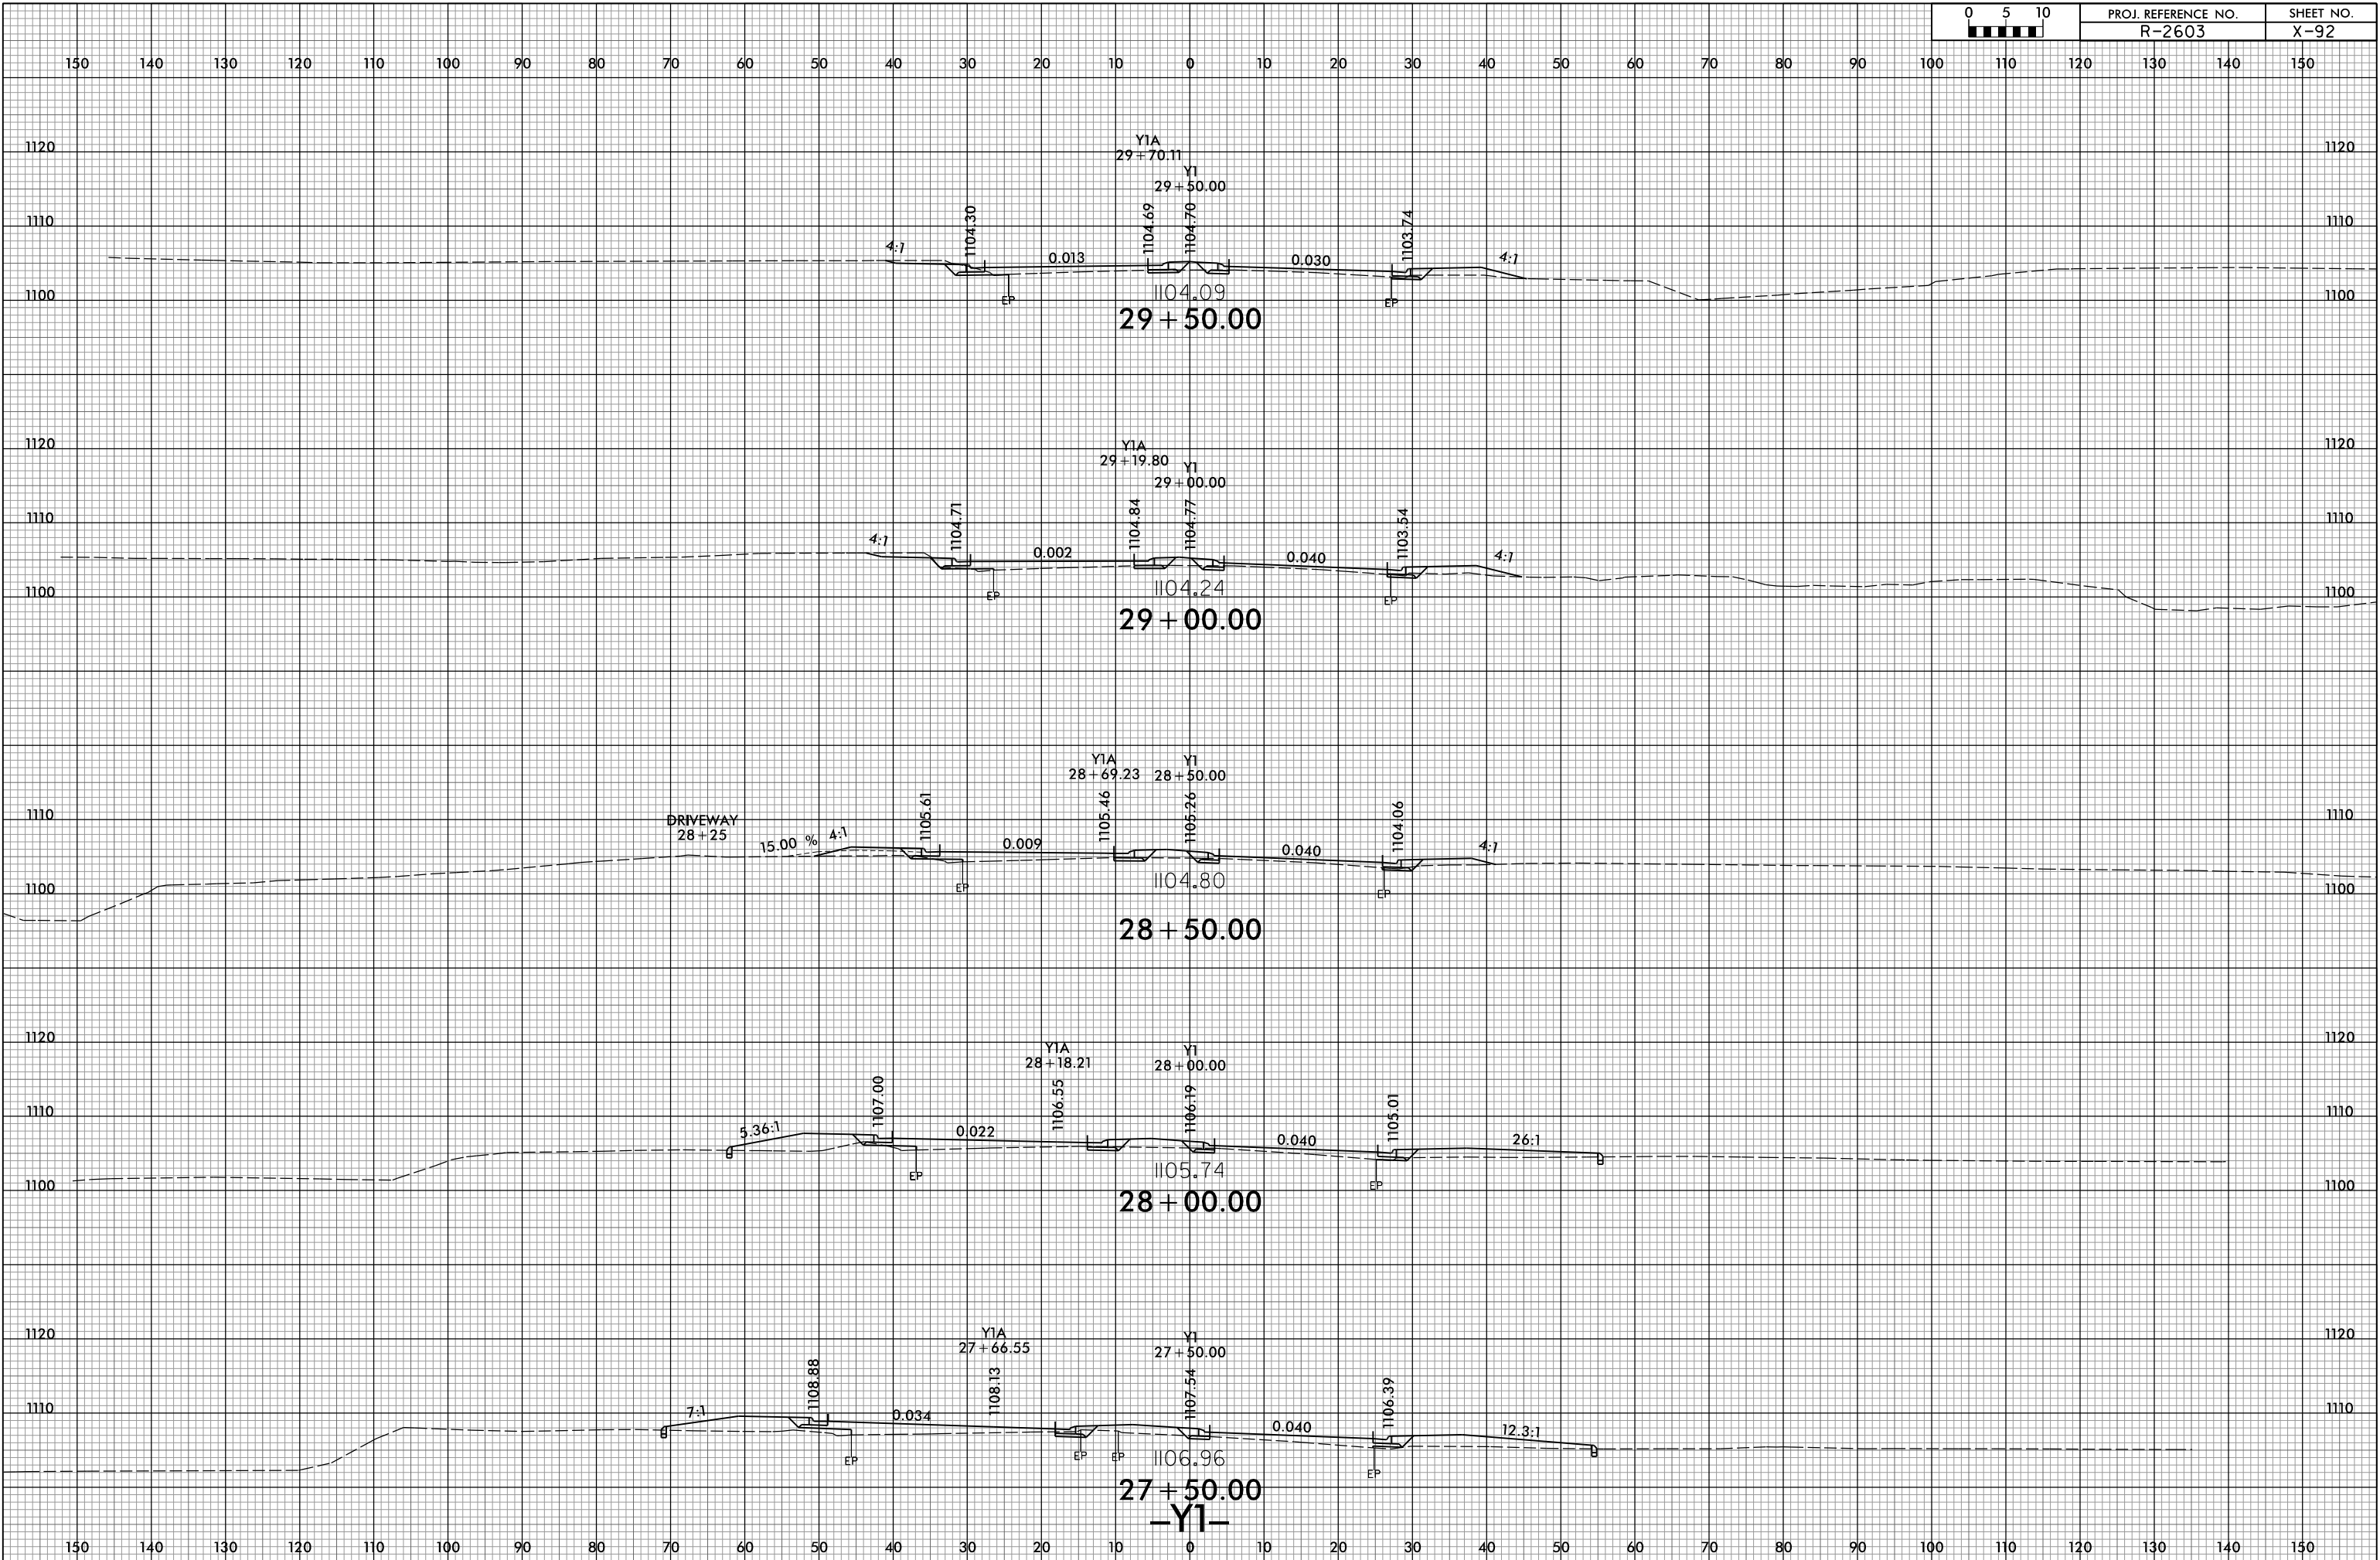 0 5 10
PROJ. REFERENCE NO. SHEET NO.
R-2603 X-92
150 140 130 120 110 100 90 80 70 60 50 40 30 20 10 0 10 20 30 40 50 60 70 80 90 100 110 120 130 140 150
Y1A
1120 29+70.11 1120
Y1
29+50.00
1110 1104.30 1104.69 1104.70 1103.74 1110
4:1 0.013 0.030 4:1
1100 EP 1104.09 EP 1100
29+50.00
1120 Y1A 1120
29+19.80 Y1
29+00.00
1110 1104.71 1104.84 1104.77 1103.54 1110
4:1 0.002 0.040 4:1
1100 EP 1104.24 EP 1100
29+00.00
Y1A Y1
28+69.23 28+50.00
1110 1105.61 1105.46 1105.26 1104.06 1110
DRIVEWAY
28+25
15.00 % 4:1 0.009 0.040 4:1
1100 EP 1104.80 EP 1100
28+50.00
1120 Y1A Y1 1120
28+18.21 28+00.00
1110 1107.00 1106.55 1106.19 1105.01 1110
5.36:1 0.022 0.040 26:1
1100 EP 1105.74 EP 1100
28+00.00
1120 Y1A Y1 1120
27+66.55 27+50.00
1108.88 1108.13 1107.54 1106.39
1110 7:1 0.034 0.040 12.3:1 1110
EP EP EP 1106.96 EP
27+50.00
-Y1-
150 140 130 120 110 100 90 80 70 60 50 40 30 20 10 0 10 20 30 40 50 60 70 80 90 100 110 120 130 140 150